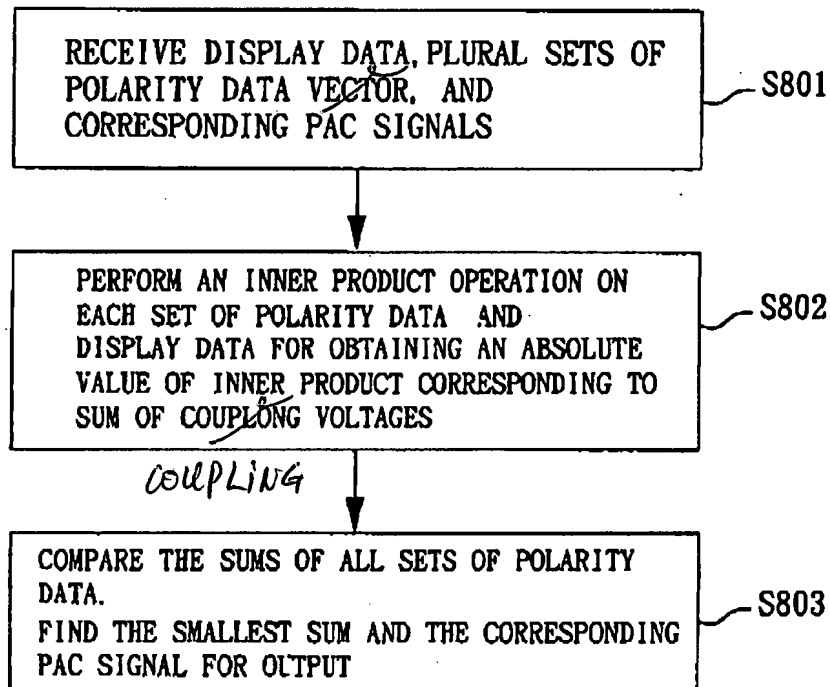 RECEIVE DISPLAY DATA, PLURAL SETS OF
POLARITY DATA VECTOR, AND
CORRESPONDING PAC SIGNALS
S801
PERFORM AN INNER PRODUCT OPERATION ON
EACH SET OF POLARITY DATA AND
DISPLAY DATA FOR OBTAINING AN ABSOLUTE
VALUE OF INNER PRODUCT CORRESPONDING TO
SUM OF COUPLONG VOLTAGES
S802
COUPLING
COMPARE THE SUMS OF ALL SETS OF POLARITY
DATA.
FIND THE SMALLEST SUM AND THE CORRESPONDING
PAC SIGNAL FOR OUTPUT
S803